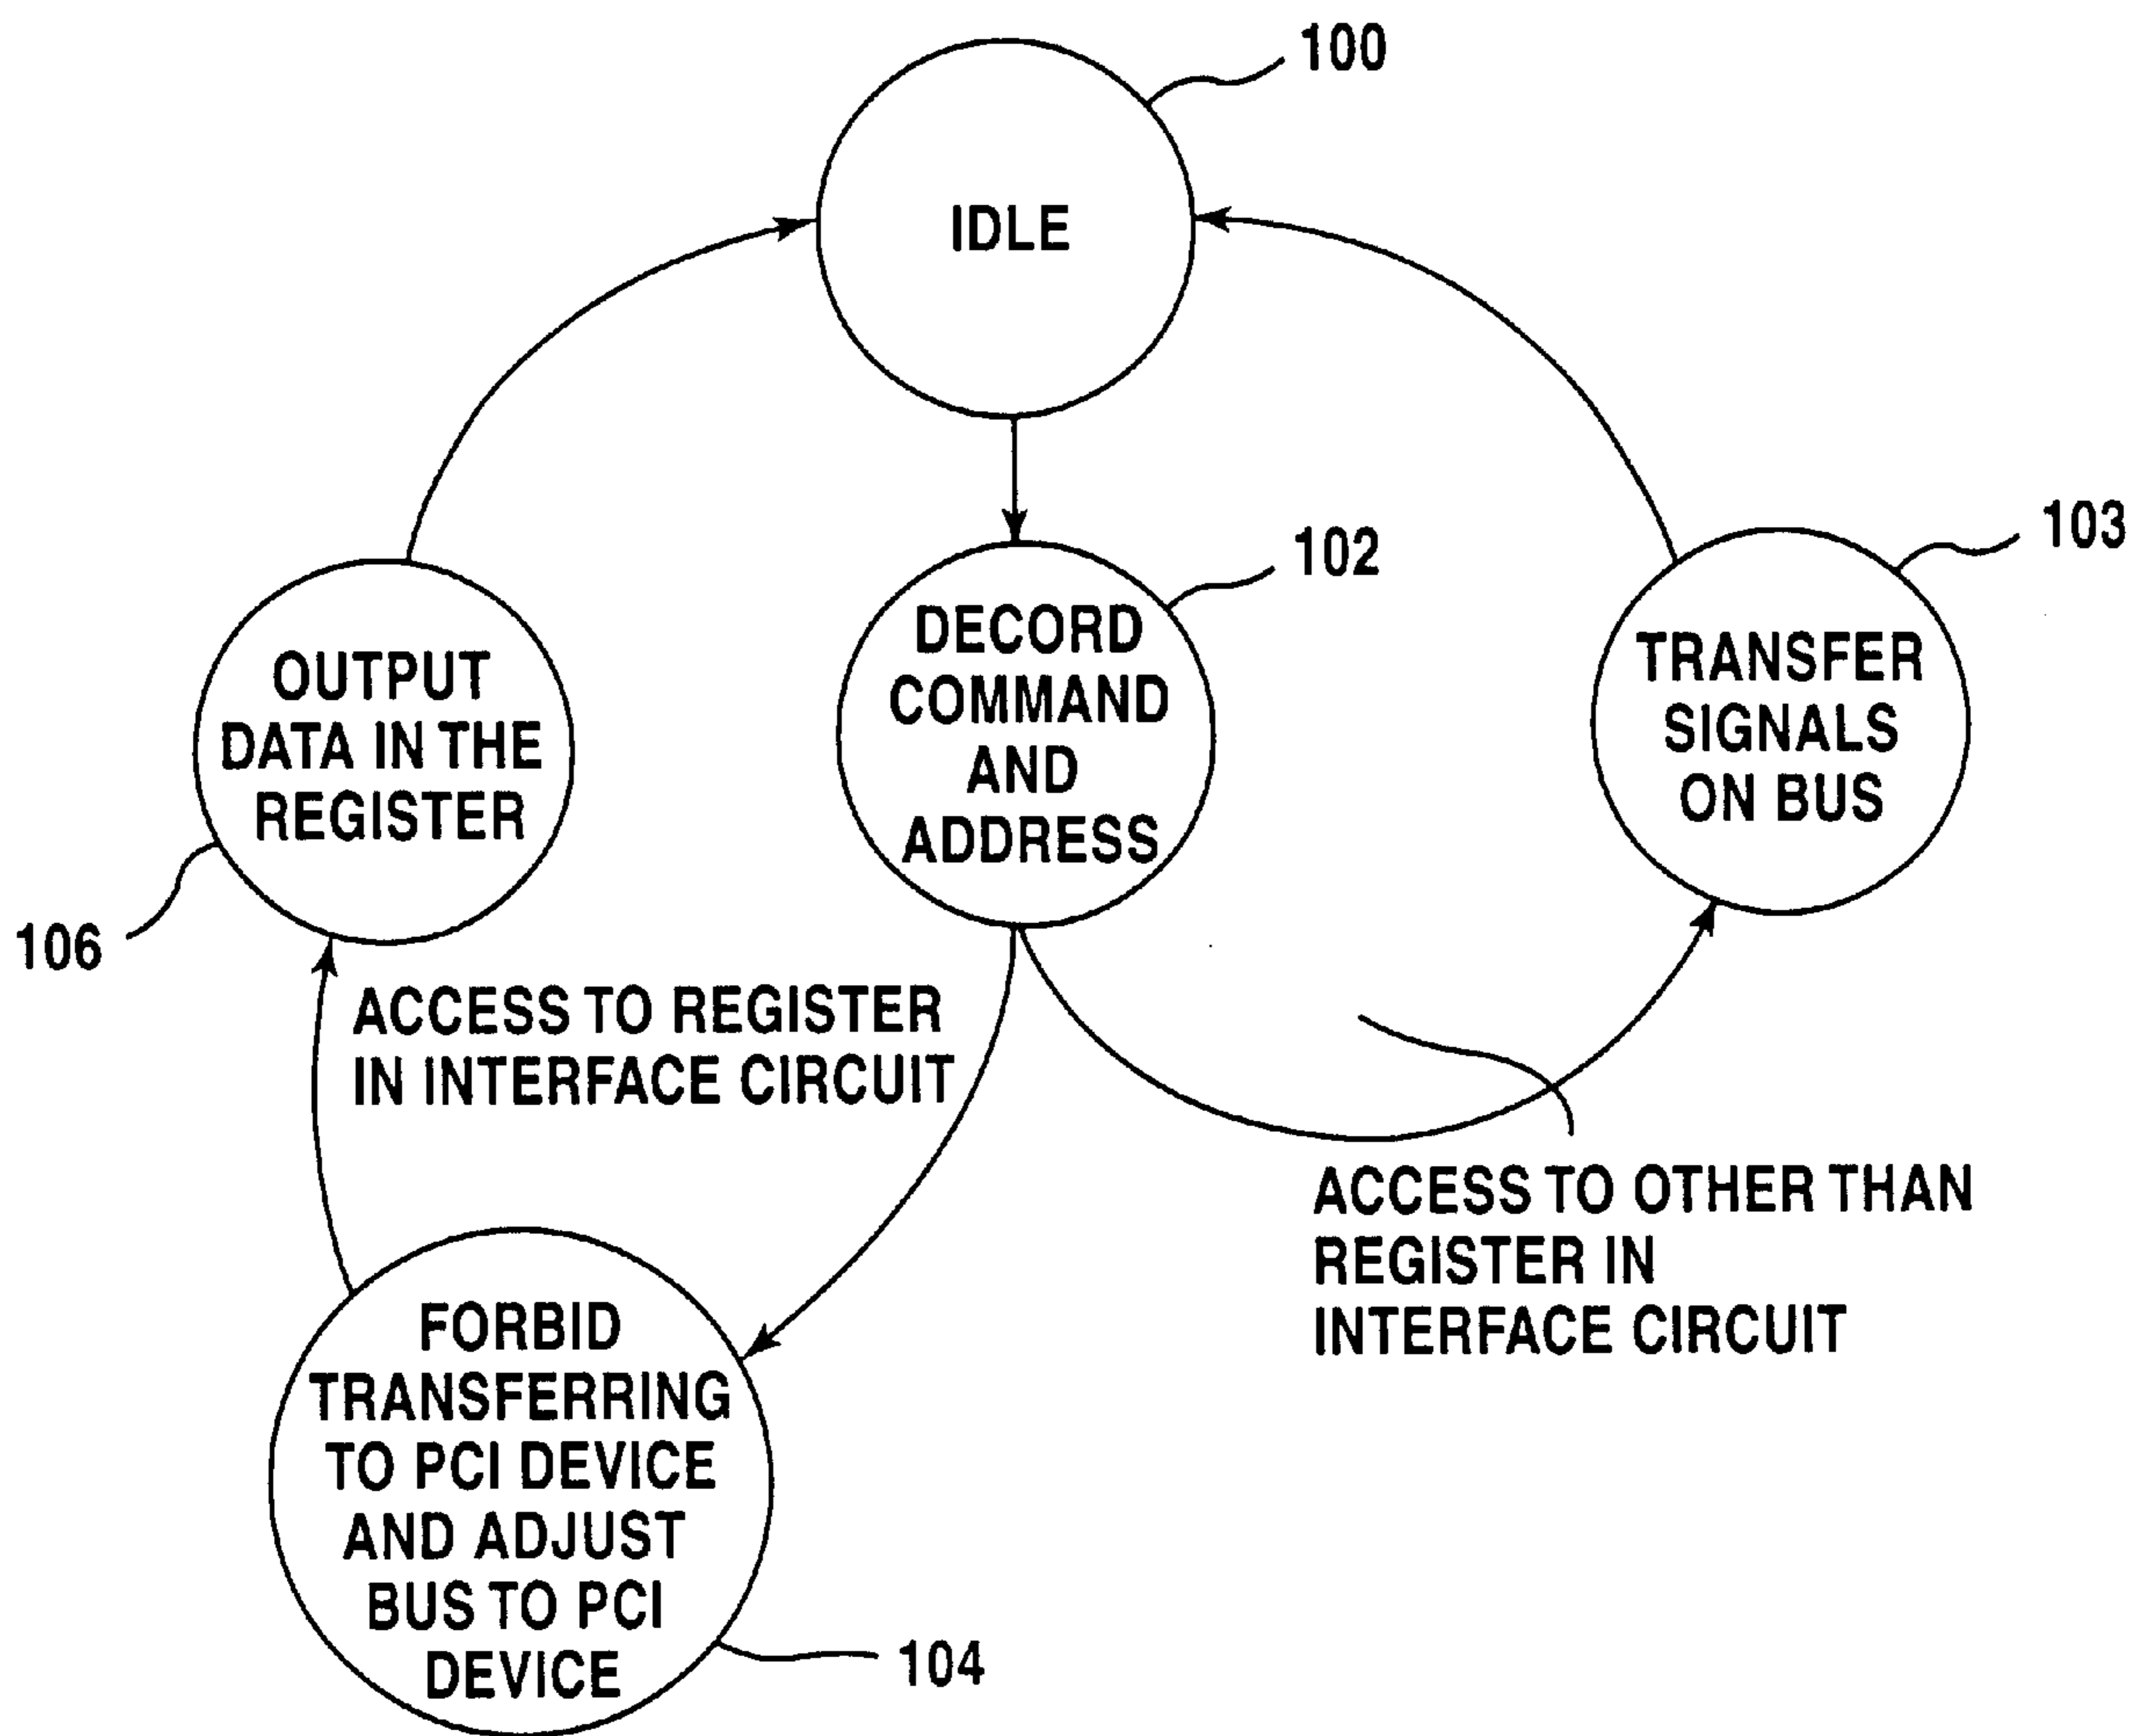 100
IDLE
102
DECORD
COMMAND
AND
ADDRESS
103
TRANSFER
SIGNALS
ON BUS
OUTPUT
DATA IN THE
REGISTER
106
ACCESS TO REGISTER
IN INTERFACE CIRCUIT
ACCESS TO OTHER THAN
REGISTER IN
INTERFACE CIRCUIT
FORBID
TRANSFERRING
TO PCI DEVICE
AND ADJUST
BUS TO PCI
DEVICE
104